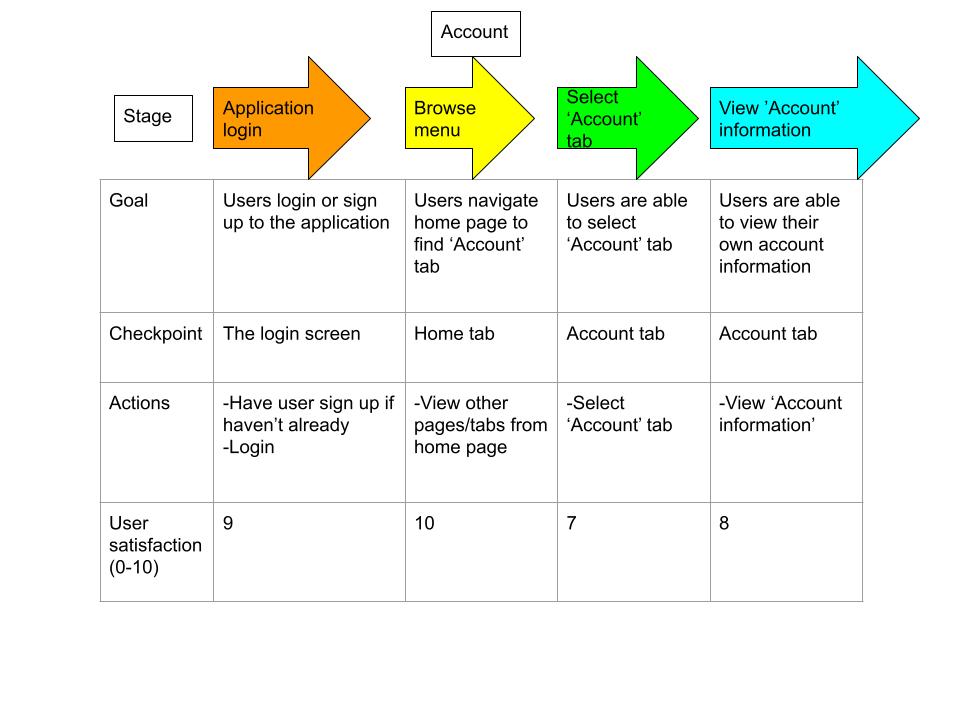 Account
Stage
Application
login
Browse
menu
Select
‘Account’
tab
View ’Account’
information
Goal
Users login or sign
up to the application
Users navigate
home page to
find ‘Account’
tab
Users are able
to select
‘Account’ tab
Users are able
to view their
own account
information
Checkpoint
The login screen
Home tab
Account tab
Account tab
Actions
-Have user sign up if
haven’t already
-Login
-View other
pages/tabs from
home page
-Select
‘Account’ tab
-View ‘Account
information’
User
satisfaction
(0-10)
9
10
7
8